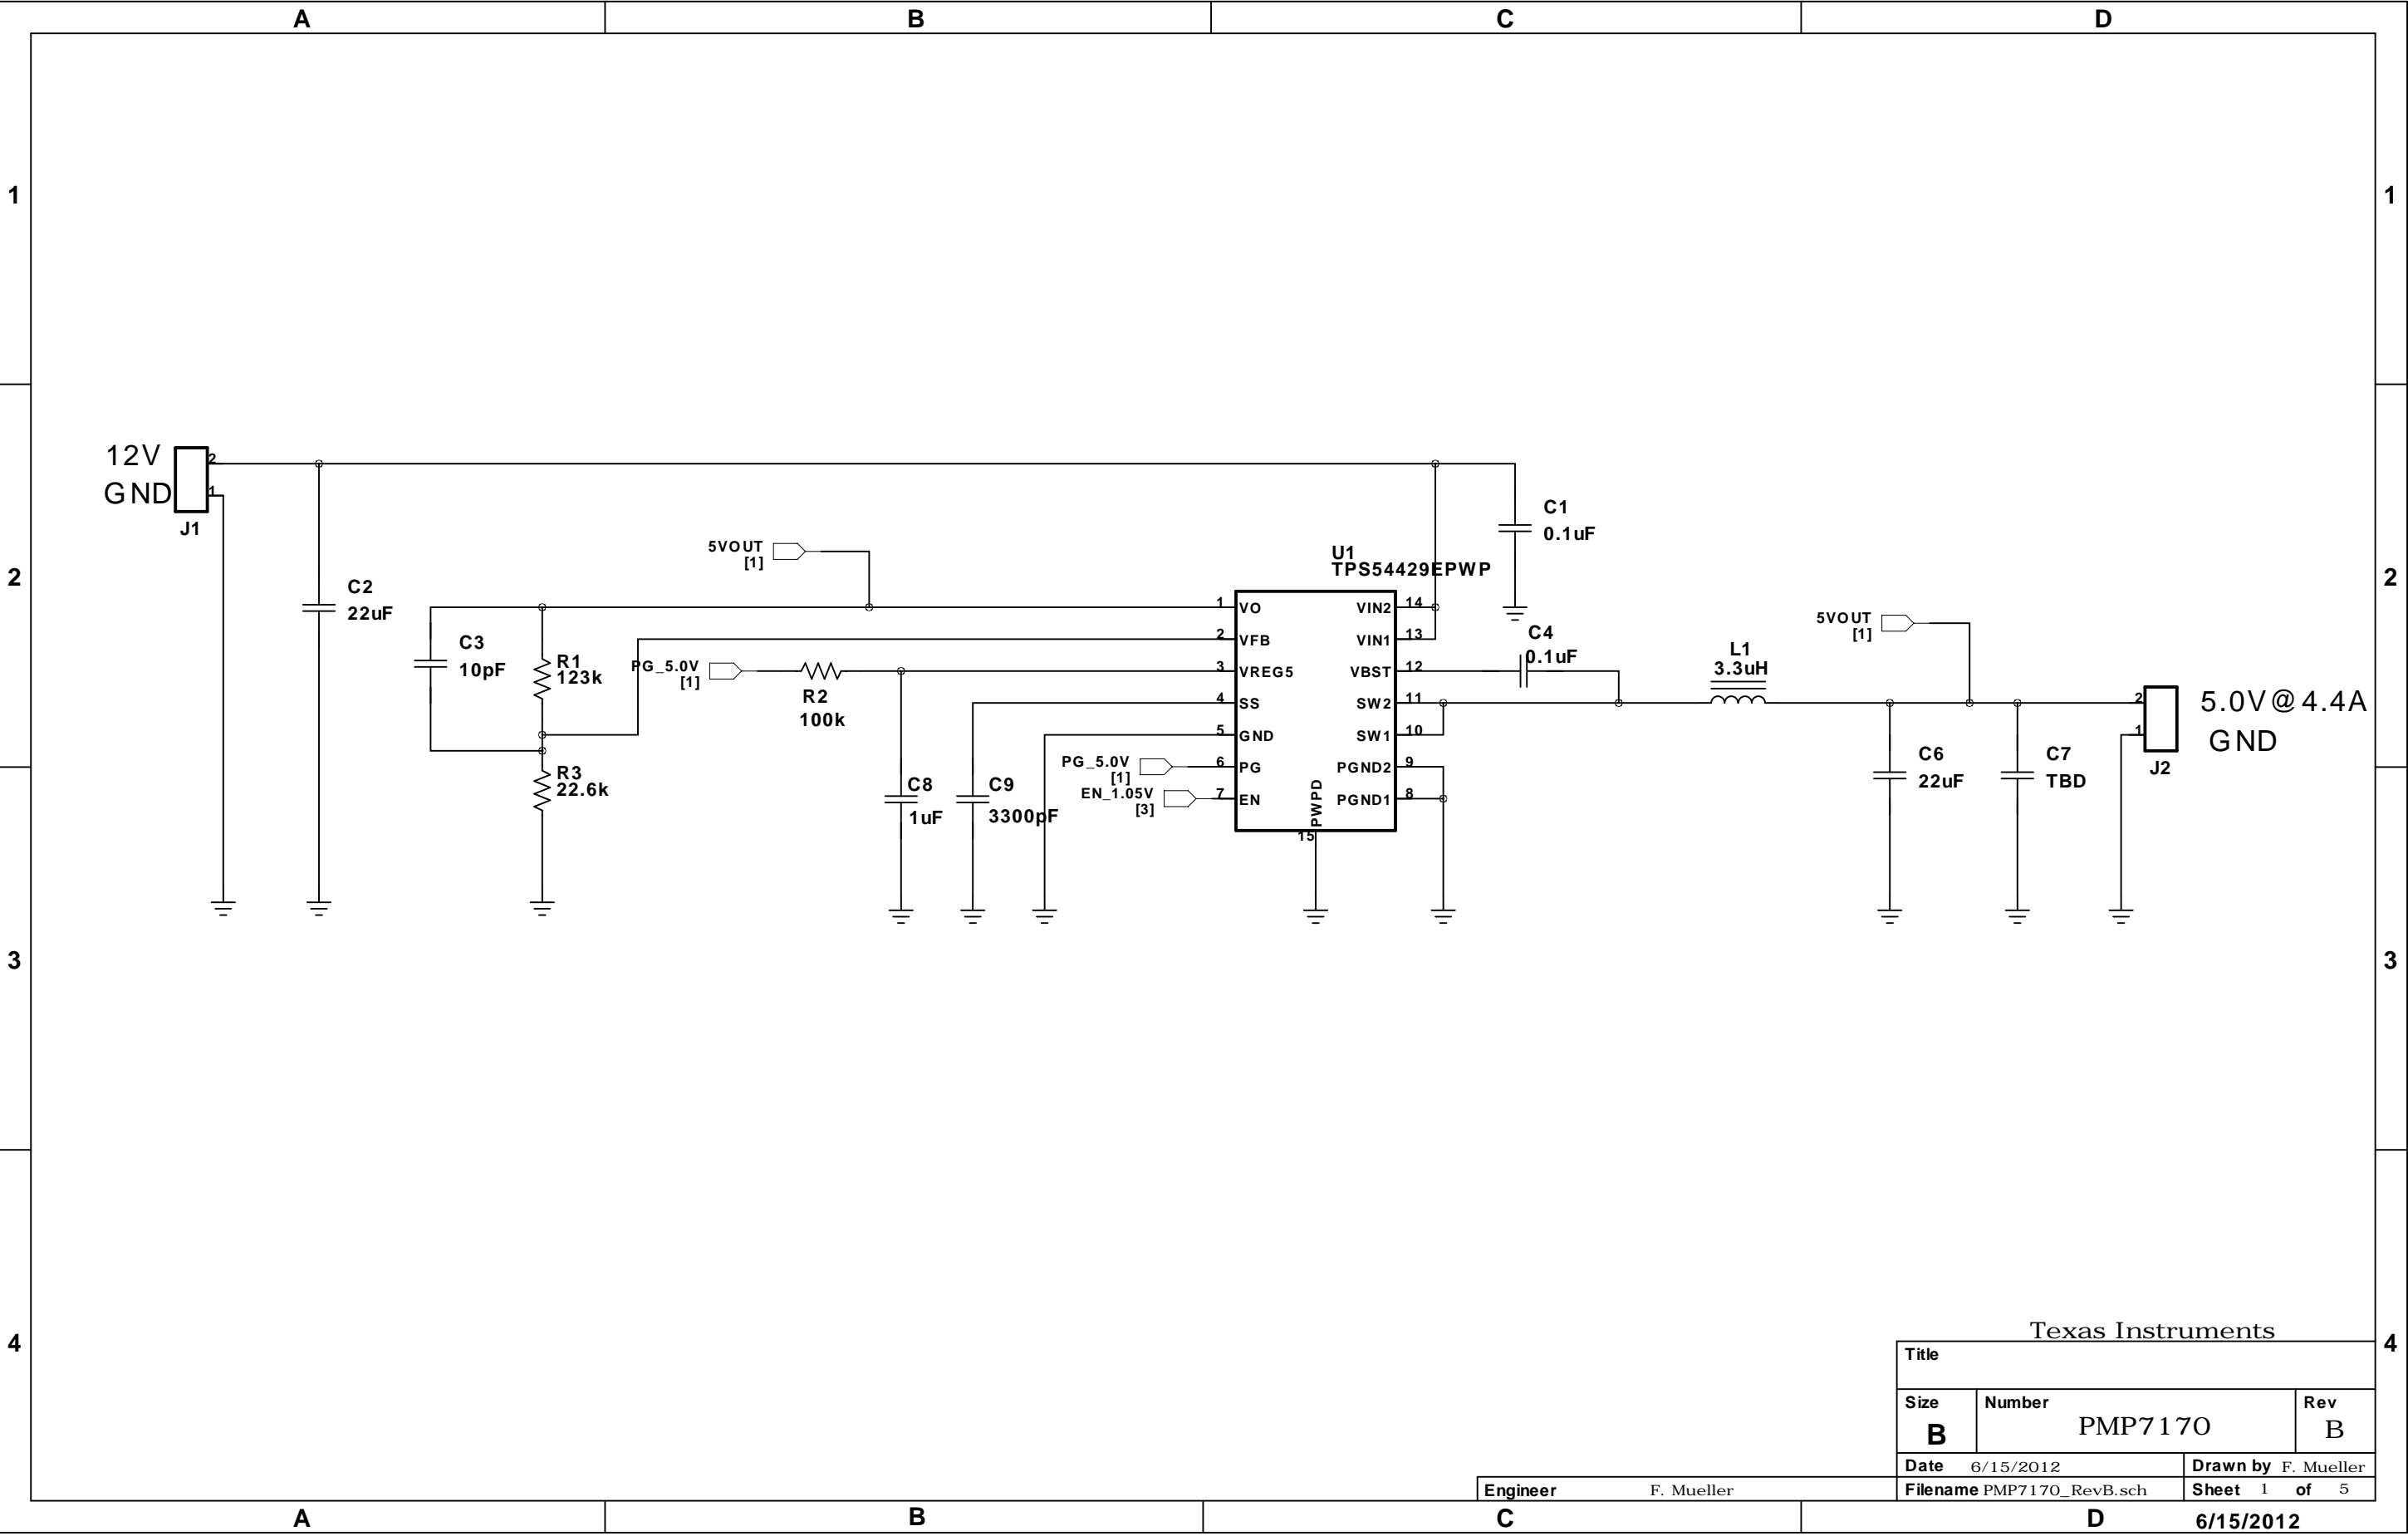 A
B
C
D
1
1
12V
2
GND
1
J1
C1
0.1uF
5VOUT
[1]
U1
TPS54429EPWP
2
2
C2
22uF
1
VO
VIN2
14
C3
10pF
R1
123k
2
VFB
VIN1
13
C4
0.1uF
5VOUT
[1]
PG_5.0V
[1]
R2
100k
3
VREG5
VBST
12
L1
3.3uH
4
SS
SW2
11
5
GND
SW1
10
2
5.0V@4.4A
1
GND
J2
R3
22.6k
C8
1uF
C9
3300pF
PG_5.0V
[1]
6
PG
PGND2
9
EN_1.05V
[3]
7
EN
PGND1
8
PWPD
15
C6
22uF
C7
TBD
3
3
4
4
Texas Instruments
Title
Size
B
Number
PMP7170
Rev
B
Date 6/15/2012
Drawn by F. Mueller
Engineer F. Mueller
Filename PMP7170_RevB.sch
Sheet 1 of 5
A
B
C
D
6/15/2012